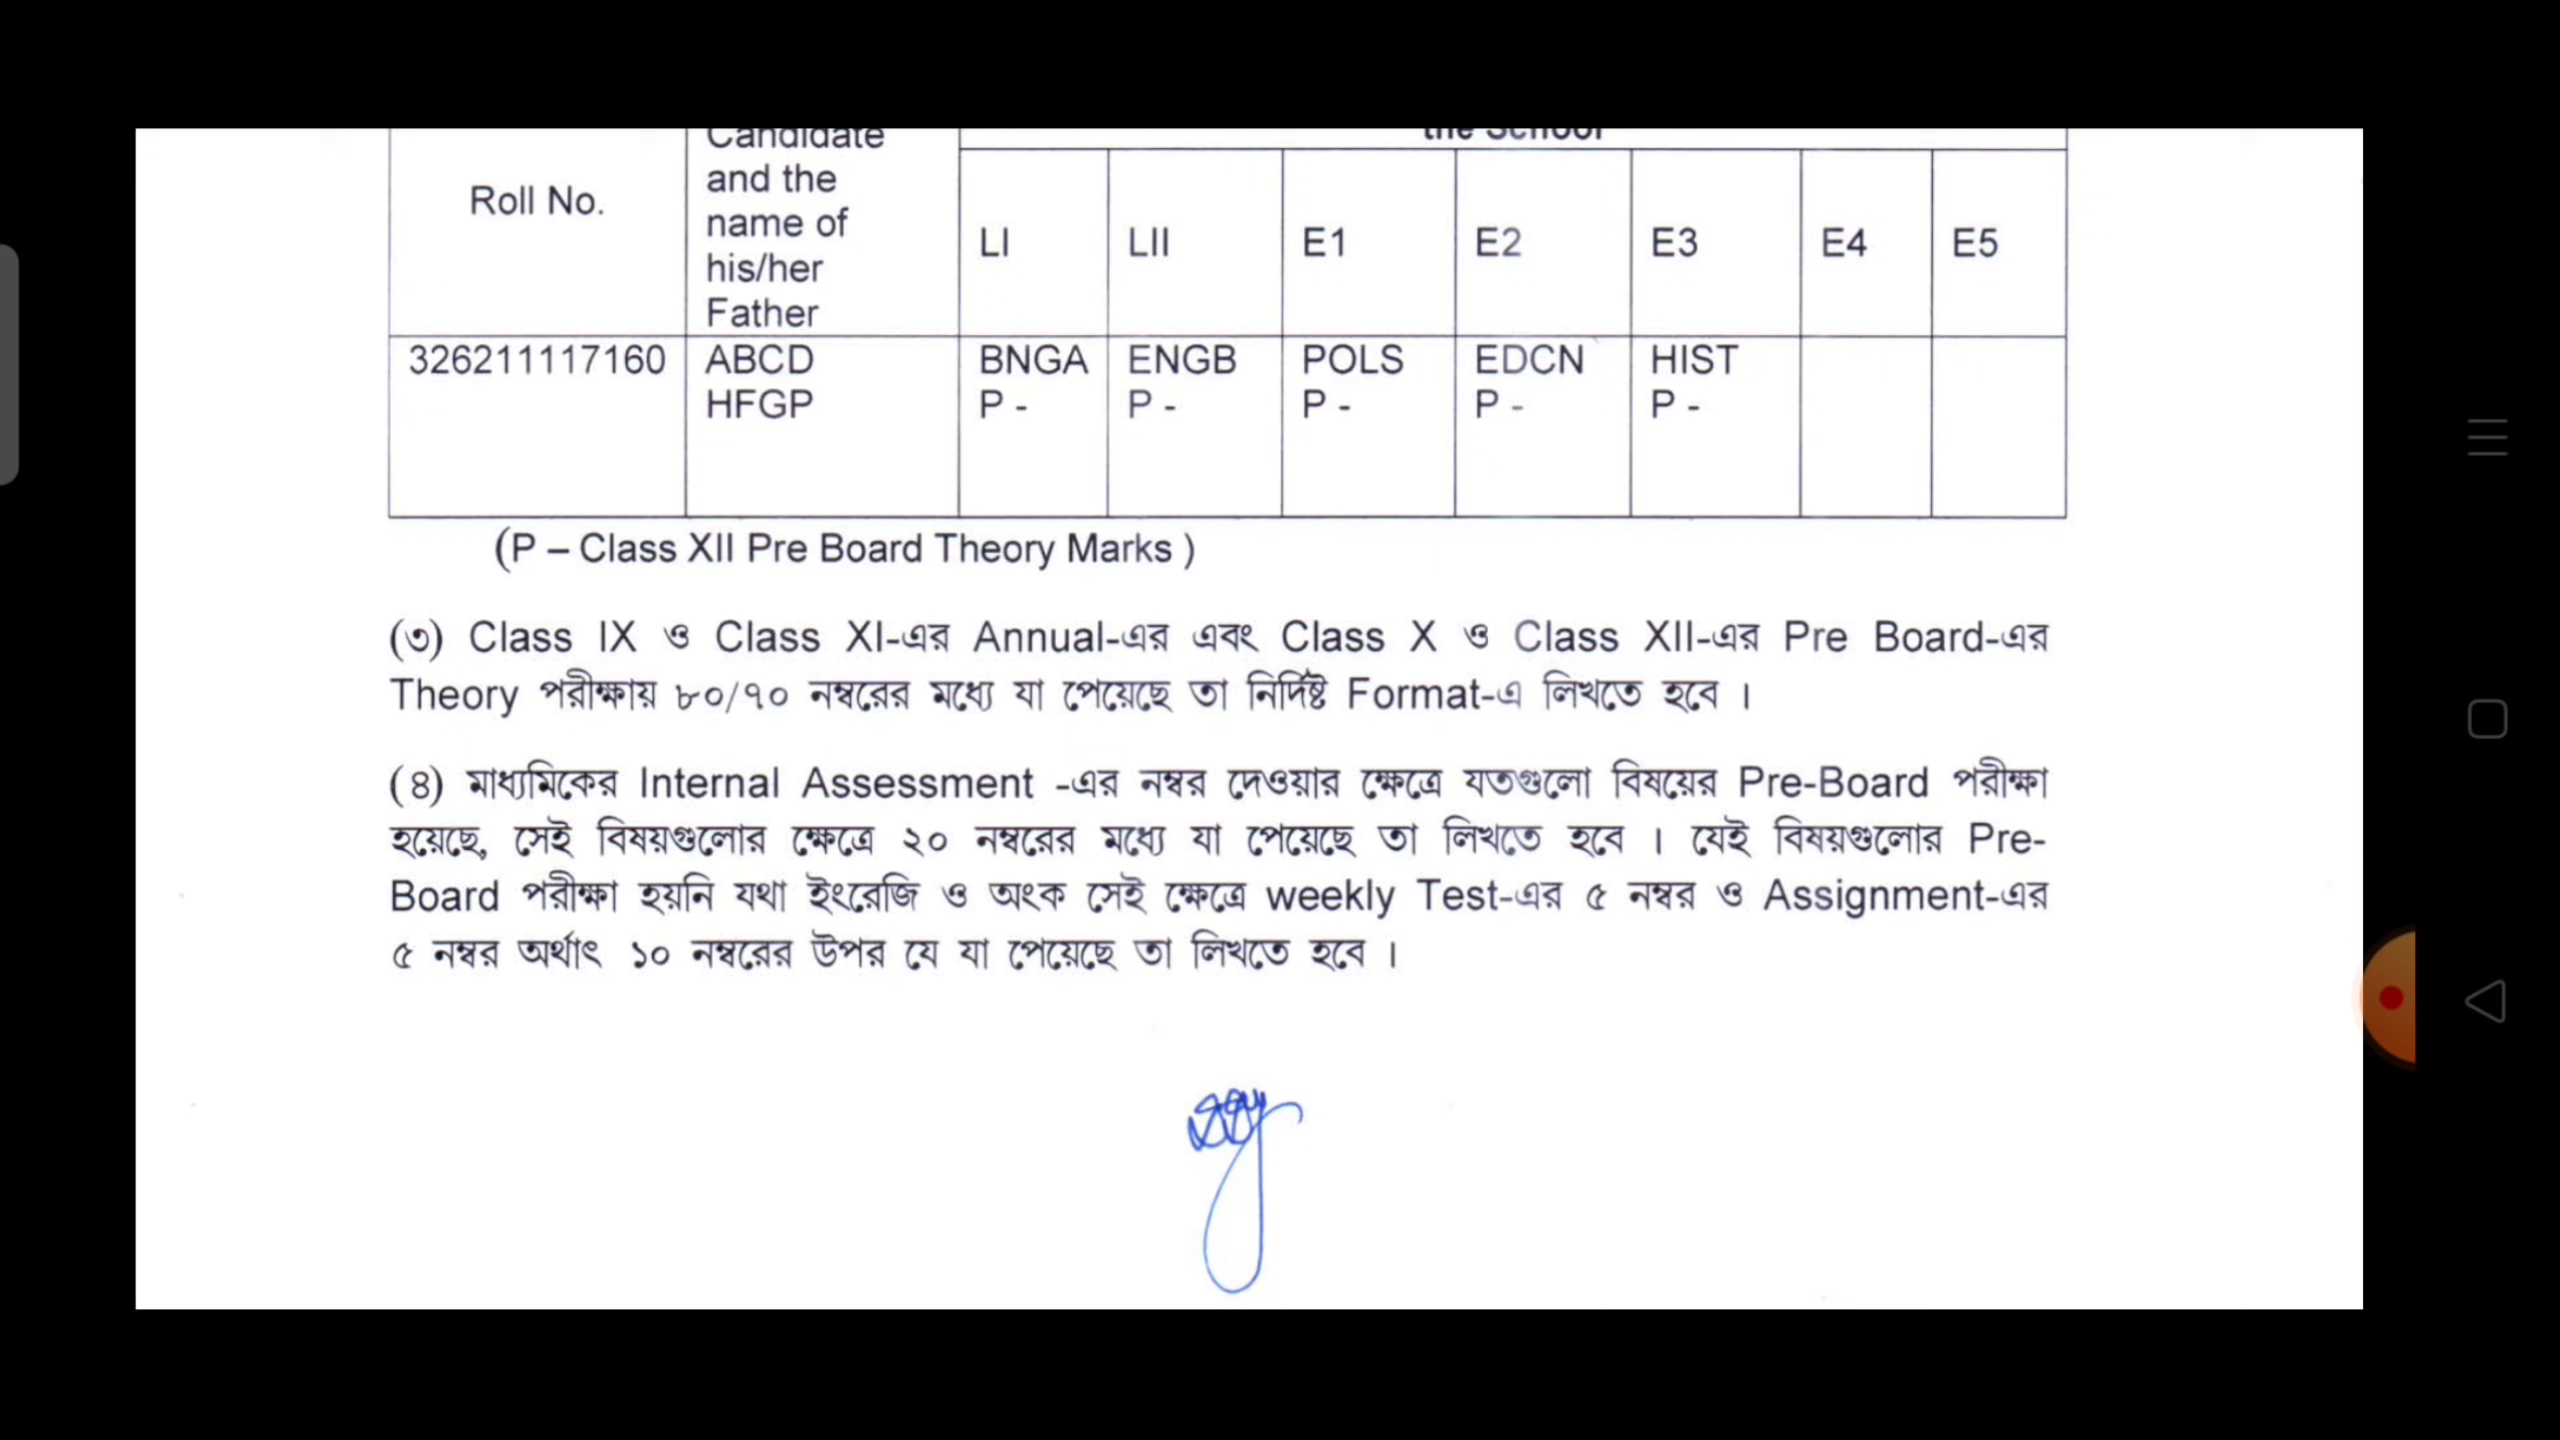 Candidate
the School
and the
Roll No.
name of
LI LII E1 E2 E3 E4 E5
his/her
Father
326211117160 ABCD BNGA ENGB POLS EDCN HIST
HFGP P - P - P - P - P -
(P – Class XII Pre Board Theory Marks )
(৩) Class IX ও Class XI-এর Annual-এর এবং Class X ও Class XII-এর Pre Board-এর
Theory পরীক্ষায় ৮০/৭০ নম্বরের মধ্যে যা পেয়েছে তা নির্দিষ্ট Format-এ লিখতে হবে ।
(৪) মাধ্যমিকের Internal Assessment -এর নম্বর দেওয়ার ক্ষেত্রে যতগুলো বিষয়ের Pre-Board পরীক্ষা
হয়েছে, সেই বিষয়গুলোর ক্ষেত্রে ২০ নম্বরের মধ্যে যা পেয়েছে তা লিখতে হবে । যেই বিষয়গুলোর Pre-
Board পরীক্ষা হয়নি যথা ইংরেজি ও অংক সেই ক্ষেত্রে weekly Test-এর ৫ নম্বর ও Assignment-এর
৫ নম্বর অর্থাৎ ১০ নম্বরের উপর যে যা পেয়েছে তা লিখতে হবে ।